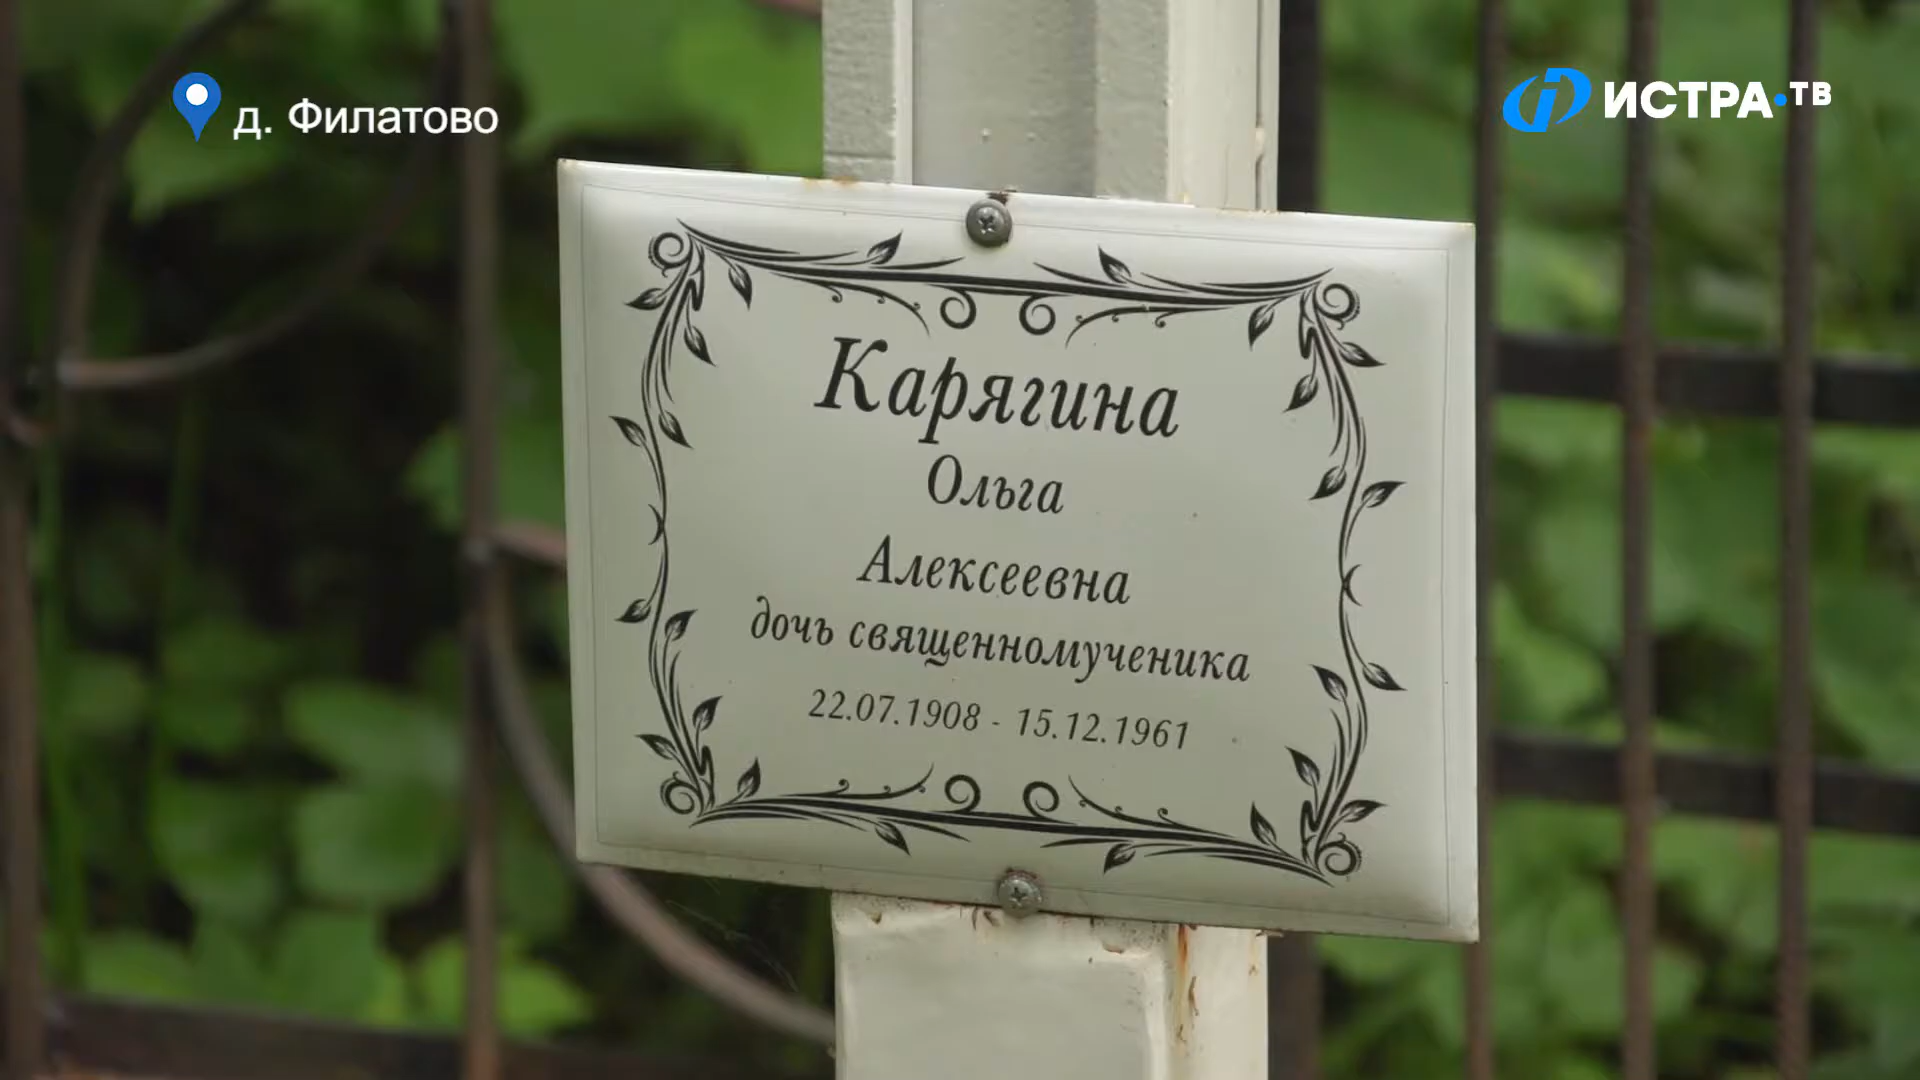 д. Филатово
ИСТРА•ТВ
Карягина
Ольга
Алексеевна
дочь священномученика
22.07.1908 - 15.12.1961